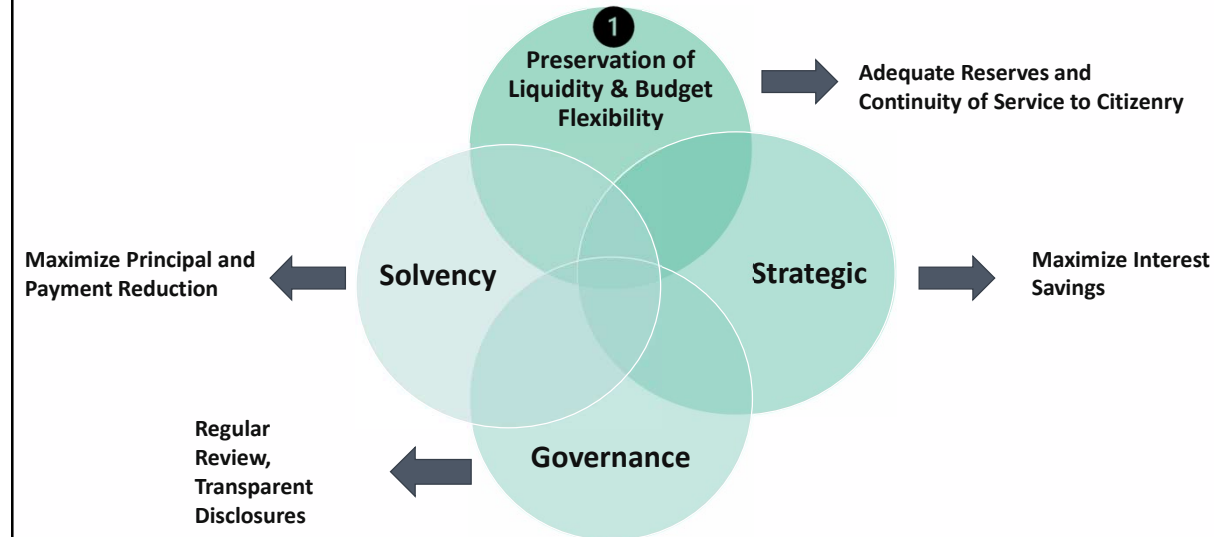 1
Preservation of
Liquidity & Budget
Flexibility
Adequate Reserves and
Continuity of Service to Citizenry
Maximize Principal and
Payment Reduction
Solvency
Strategic
Maximize Interest
Savings
Regular
Review,
Transparent
Disclosures
Governance